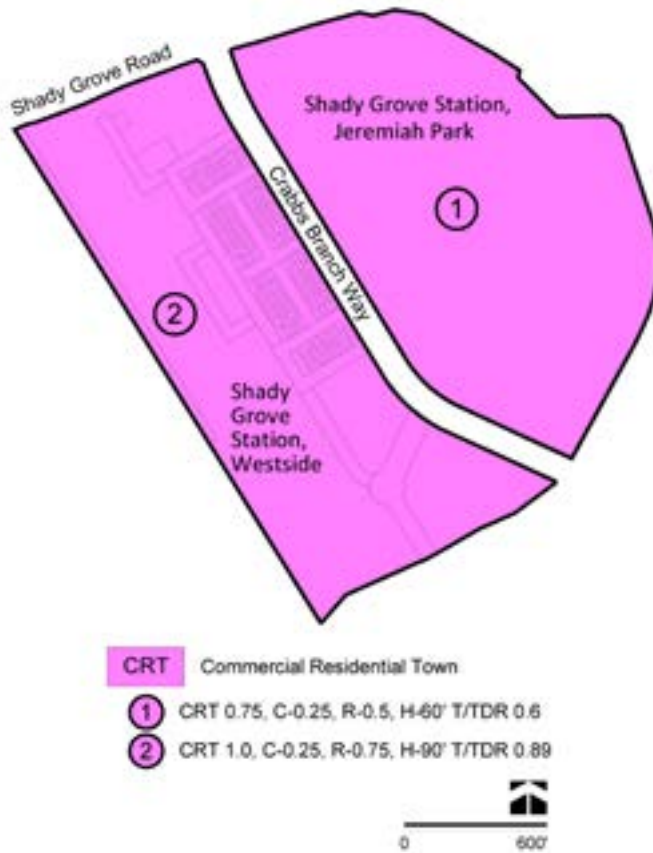 Shady Grove Road
Shady Grove Station,
Jeremiah Park
1
Crabbs Branch Way
2
Shady
Grove
Station,
Westside
CRT Commercial Residential Town
1 CRT 0.75, C-0.25, R-0.5, H-60' T/TDR 0.6
2 CRT 1.0, C-0.25, R-0.75, H-90' T/TDR 0.89
0 600'